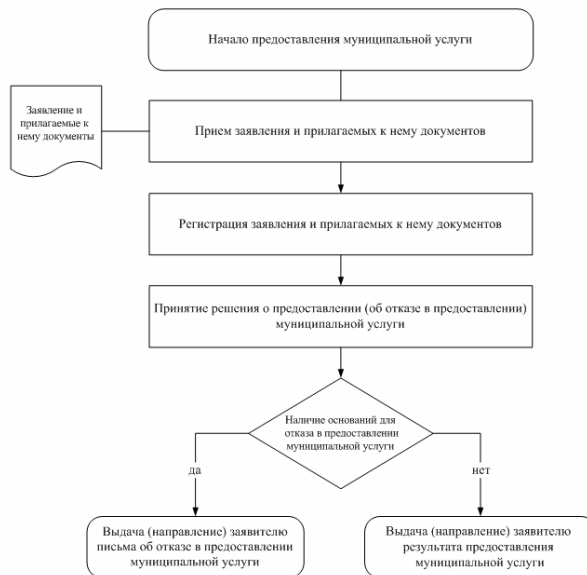 Начало предоставления муниципальной услуги
Заявление и
прилагаемые к
нему документы
Прием заявления и прилагаемых к нему документов
Регистрация заявления и прилагаемых к нему документов
Принятие решения о предоставлении (об отказе в предоставлении)
муниципальной услуги
Наличие оснований для
отказа в предоставлении
муниципальной услуги
да
нет
Выдача (направление) заявителю
письма об отказе в предоставлении
муниципальной услуги
Выдача (направление) заявителю
результата предоставления
муниципальной услуги